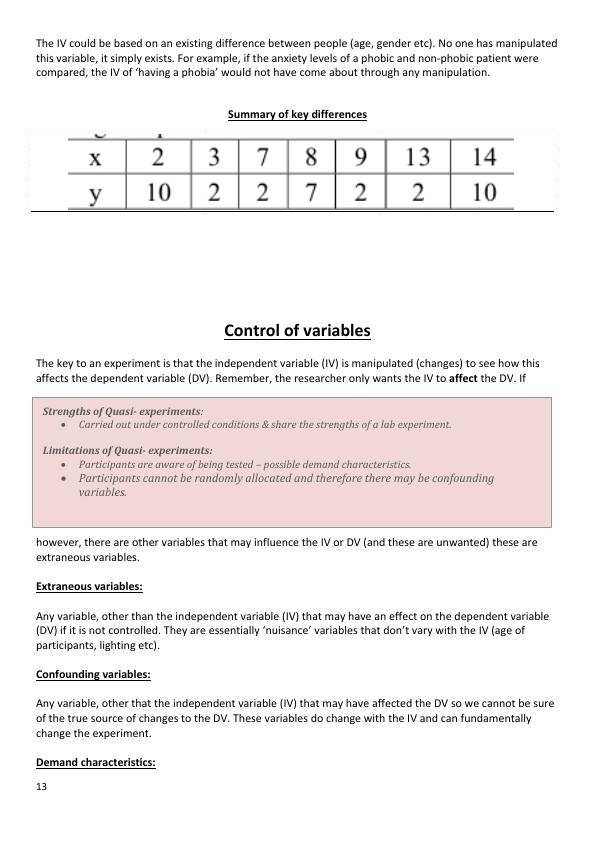 The IV could be based on an existing difference between people (age, gender etc). No one has manipulated
this variable, it simply exists. For example, if the anxiety levels of a phobic and non-phobic patient were
compared, the IV of ‘having a phobia’ would not have come about through any manipulation.
Summary of key differences
x 2 3 7 8 9 13 14
y 10 2 2 7 2 2 10
Control of variables
The key to an experiment is that the independent variable (IV) is manipulated (changes) to see how this
affects the dependent variable (DV). Remember, the researcher only wants the IV to affect the DV. If
Strengths of Quasi- experiments:
• Carried out under controlled conditions & share the strengths of a lab experiment.
Limitations of Quasi- experiments:
• Participants are aware of being tested – possible demand characteristics.
• Participants cannot be randomly allocated and therefore there may be confounding
variables.
however, there are other variables that may influence the IV or DV (and these are unwanted) these are
extraneous variables.
Extraneous variables:
Any variable, other than the independent variable (IV) that may have an effect on the dependent variable
(DV) if it is not controlled. They are essentially ‘nuisance’ variables that don’t vary with the IV (age of
participants, lighting etc).
Confounding variables:
Any variable, other that the independent variable (IV) that may have affected the DV so we cannot be sure
of the true source of changes to the DV. These variables do change with the IV and can fundamentally
change the experiment.
Demand characteristics:
13